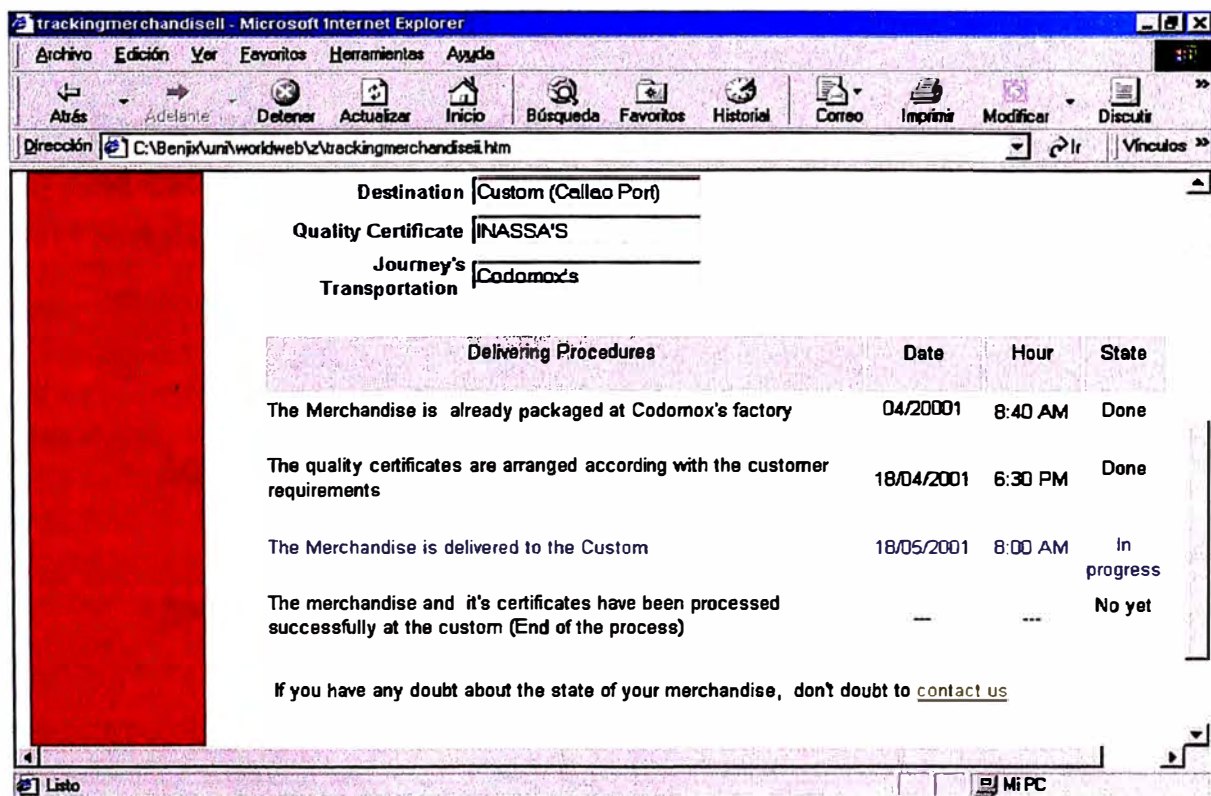 trackingmerchandiseII - Microsoft Internet Explorer
Archivo Edición Ver Favoritos Herramientas Ayuda
Atrás Adelante Detener Actualizar Inicio Búsqueda Favoritos Historial Correo Imprimir Modificar Discutir »
Dirección C:\Benjix\uni\worldweb\z\trackingmerchandiseii.htm Ir Vínculos »
Destination Custom (Callao Port)
Quality Certificate INASSA'S
Journey's
Transportation Codomox's
Delivering Procedures Date Hour State
The Merchandise is already packaged at Codomox's factory 04/20001 8:40 AM Done
The quality certificates are arranged according with the customer
requirements 18/04/2001 6:30 PM Done
The Merchandise is delivered to the Custom 18/05/2001 8:00 AM In
progress
The merchandise and it's certificates have been processed
successfully at the custom (End of the process) --- --- No yet
If you have any doubt about the state of your merchandise, don't doubt to contact us
Listo Mi PC